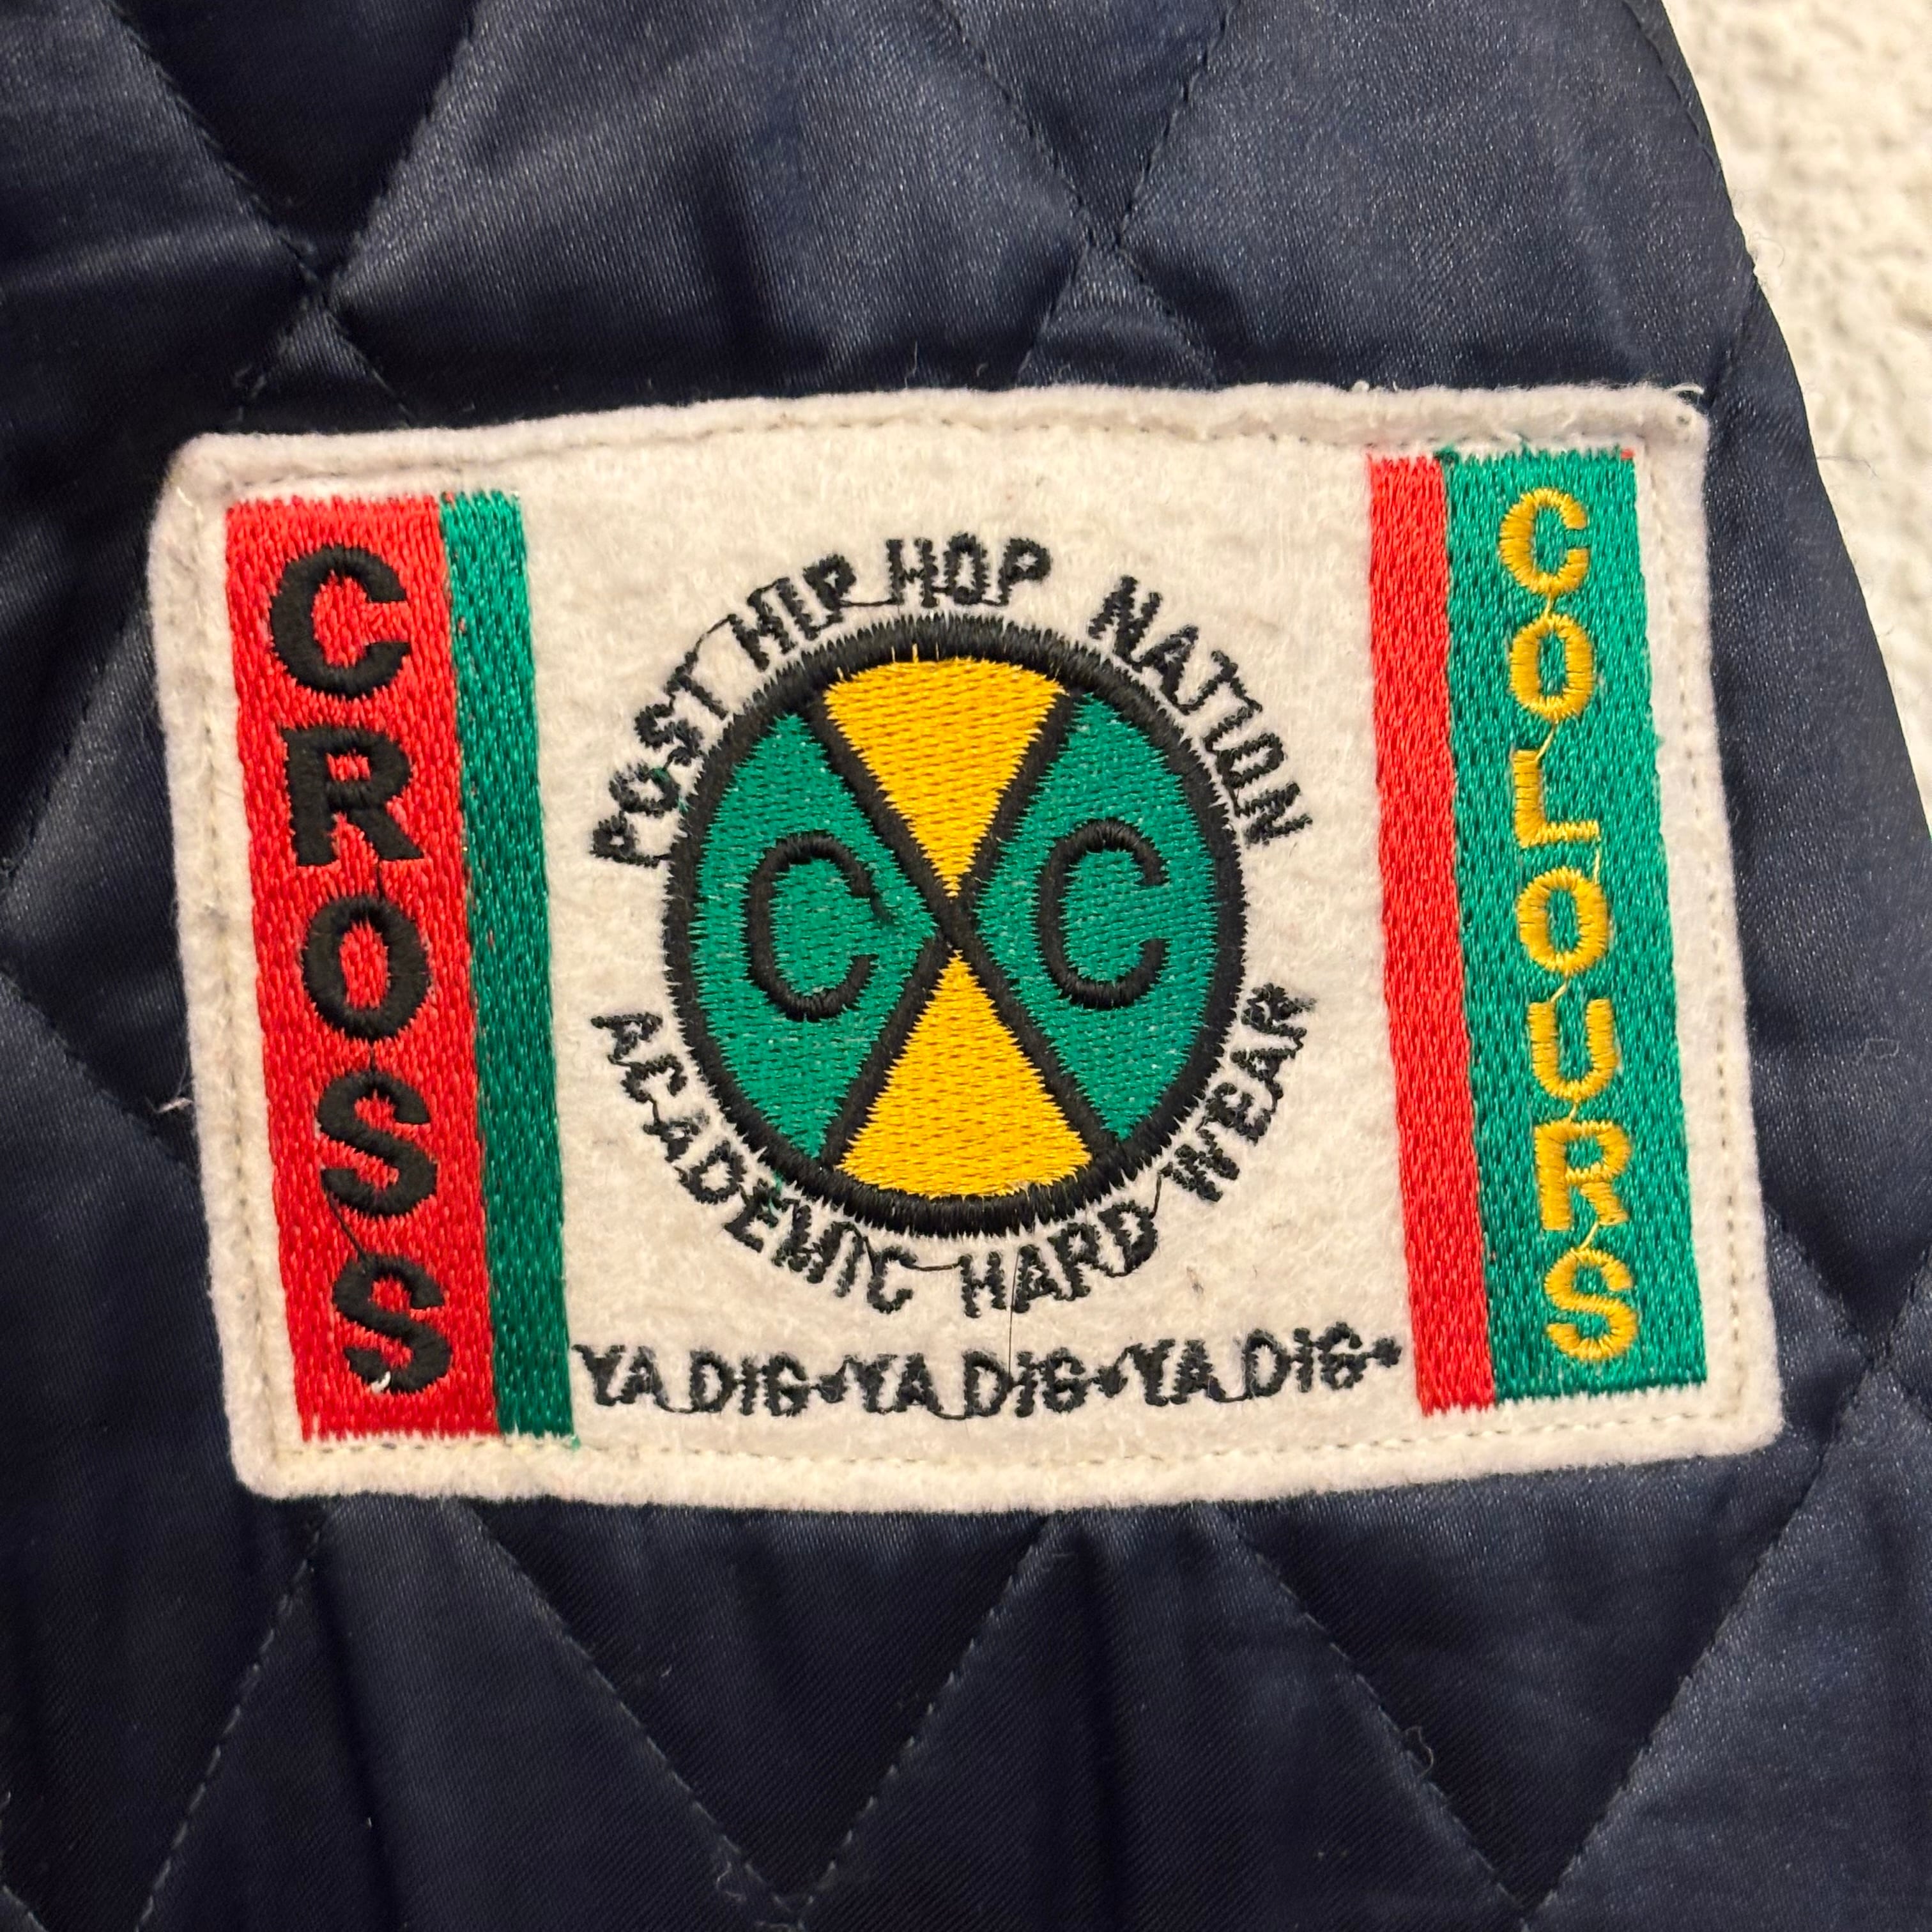 CROSS
POST HIP HOP NATION
C C
ACADEMIC HARD WEAR
YA DIG•YA DIG•YA DIG•
COLOURS